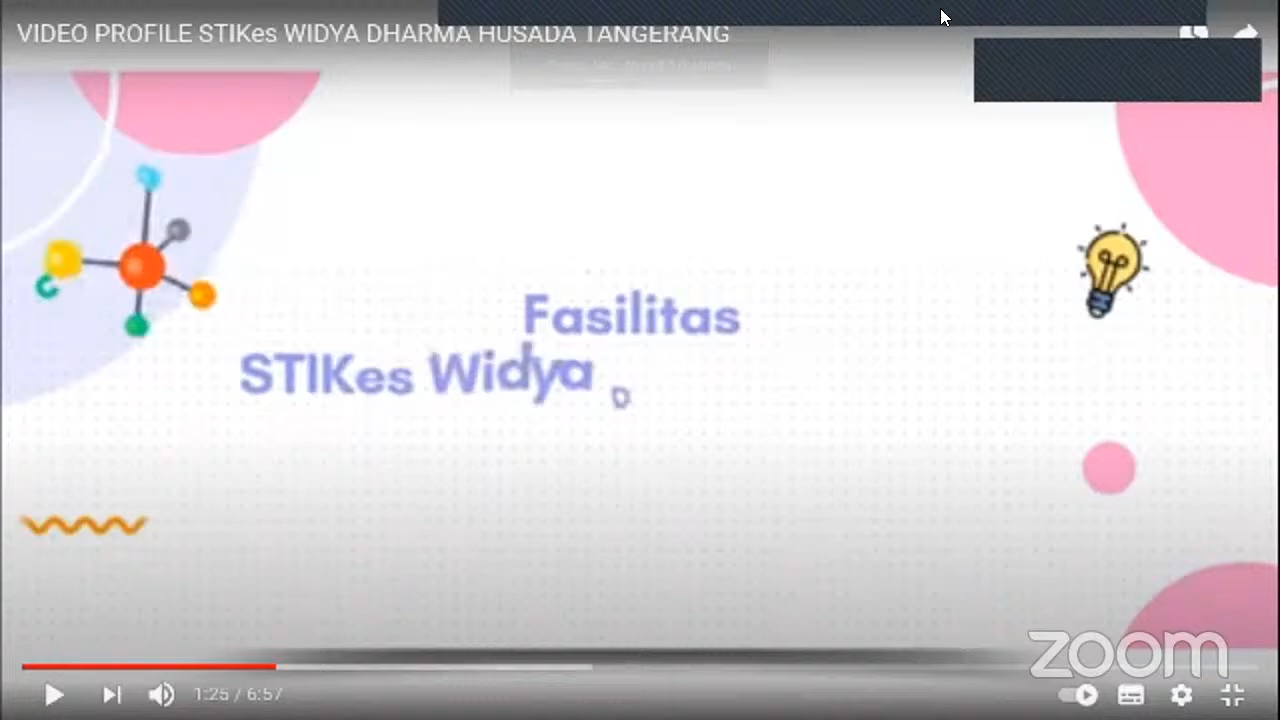 VIDEO PROFILE STIKes WIDYA DHARMA HUSADA TANGERANG
Fasilitas
STIKes Widya D
1:25 / 6:57
zoom